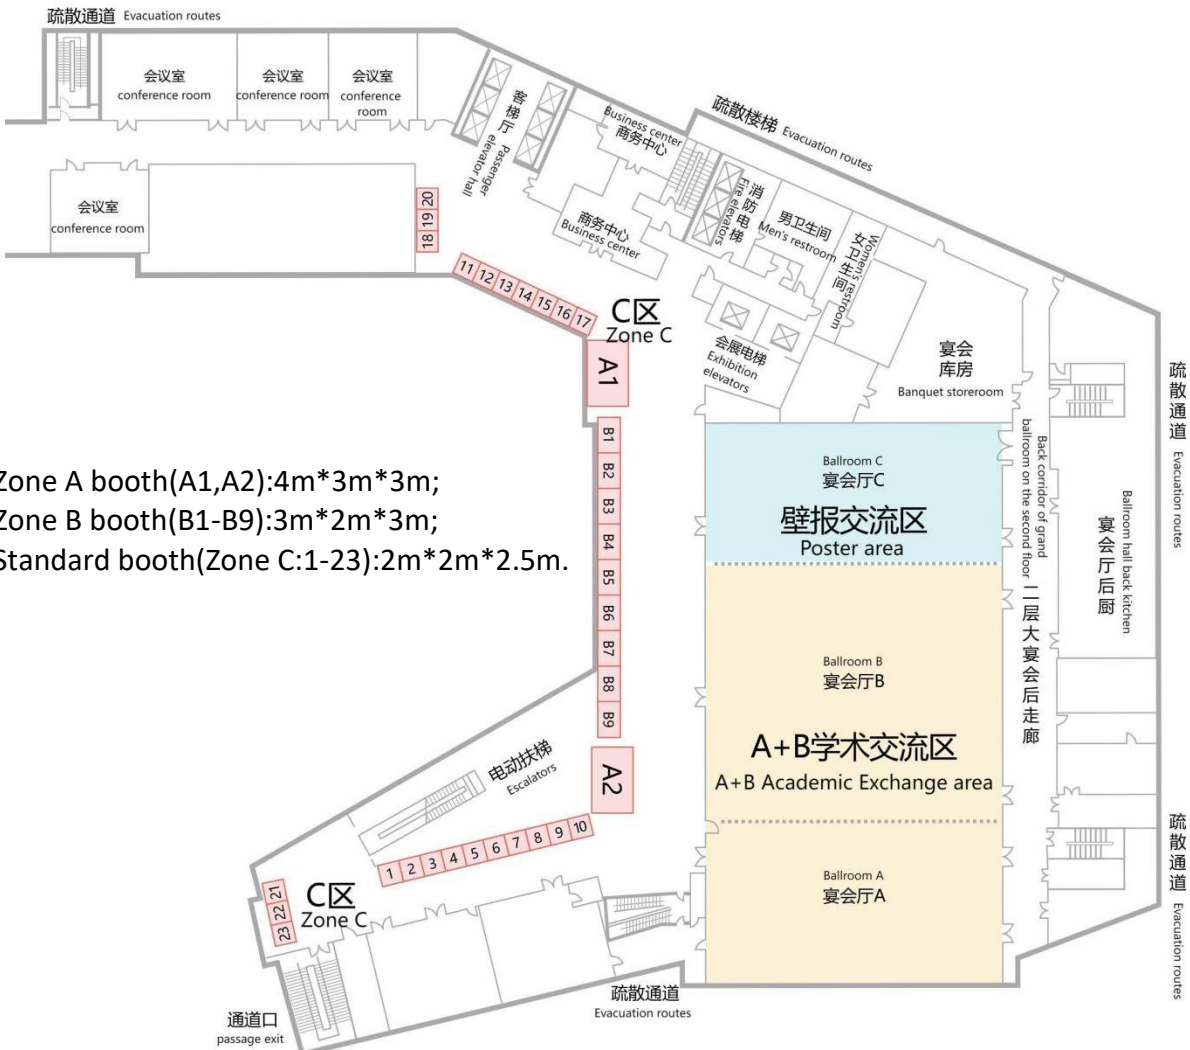 疏散通道 Evacuation routes
会议室
conference room
会议室
conference room
会议室
conference
room
客梯厅 Passenger
elevator hall
Business center
商务中心
疏散楼梯 Evacuation routes
会议室
conference room
20
19
18
商务中心
Business center
消防电梯
Fire elevators
男卫生间
Men's restroom
Women's restroom
女卫生间
11 12 13 14 15 16 17
C区
Zone C
A1
会展电梯
Exhibition
elevators
宴会
库房
Banquet storeroom
疏散通道 Evacuation routes
B1
B2
B3
B4
B5
B6
B7
B8
B9
Zone A booth(A1,A2):4m*3m*3m;
Zone B booth(B1-B9):3m*2m*3m;
Standard booth(Zone C:1-23):2m*2m*2.5m.
Ballroom C
宴会厅C
壁报交流区
Poster area
Back corridor of grand
ballroom on the second floor 二层大宴会后走廊
Ballroom hall back kitchen
宴会厅后厨
Ballroom B
宴会厅B
A+B学术交流区
A+B Academic Exchange area
电动扶梯
Escalators
A2
1 2 3 4 5 6 7 8 9 10
疏散通道 Evacuation routes
Ballroom A
宴会厅A
21
22
23
C区
Zone C
疏散通道
Evacuation routes
通道口
passage exit